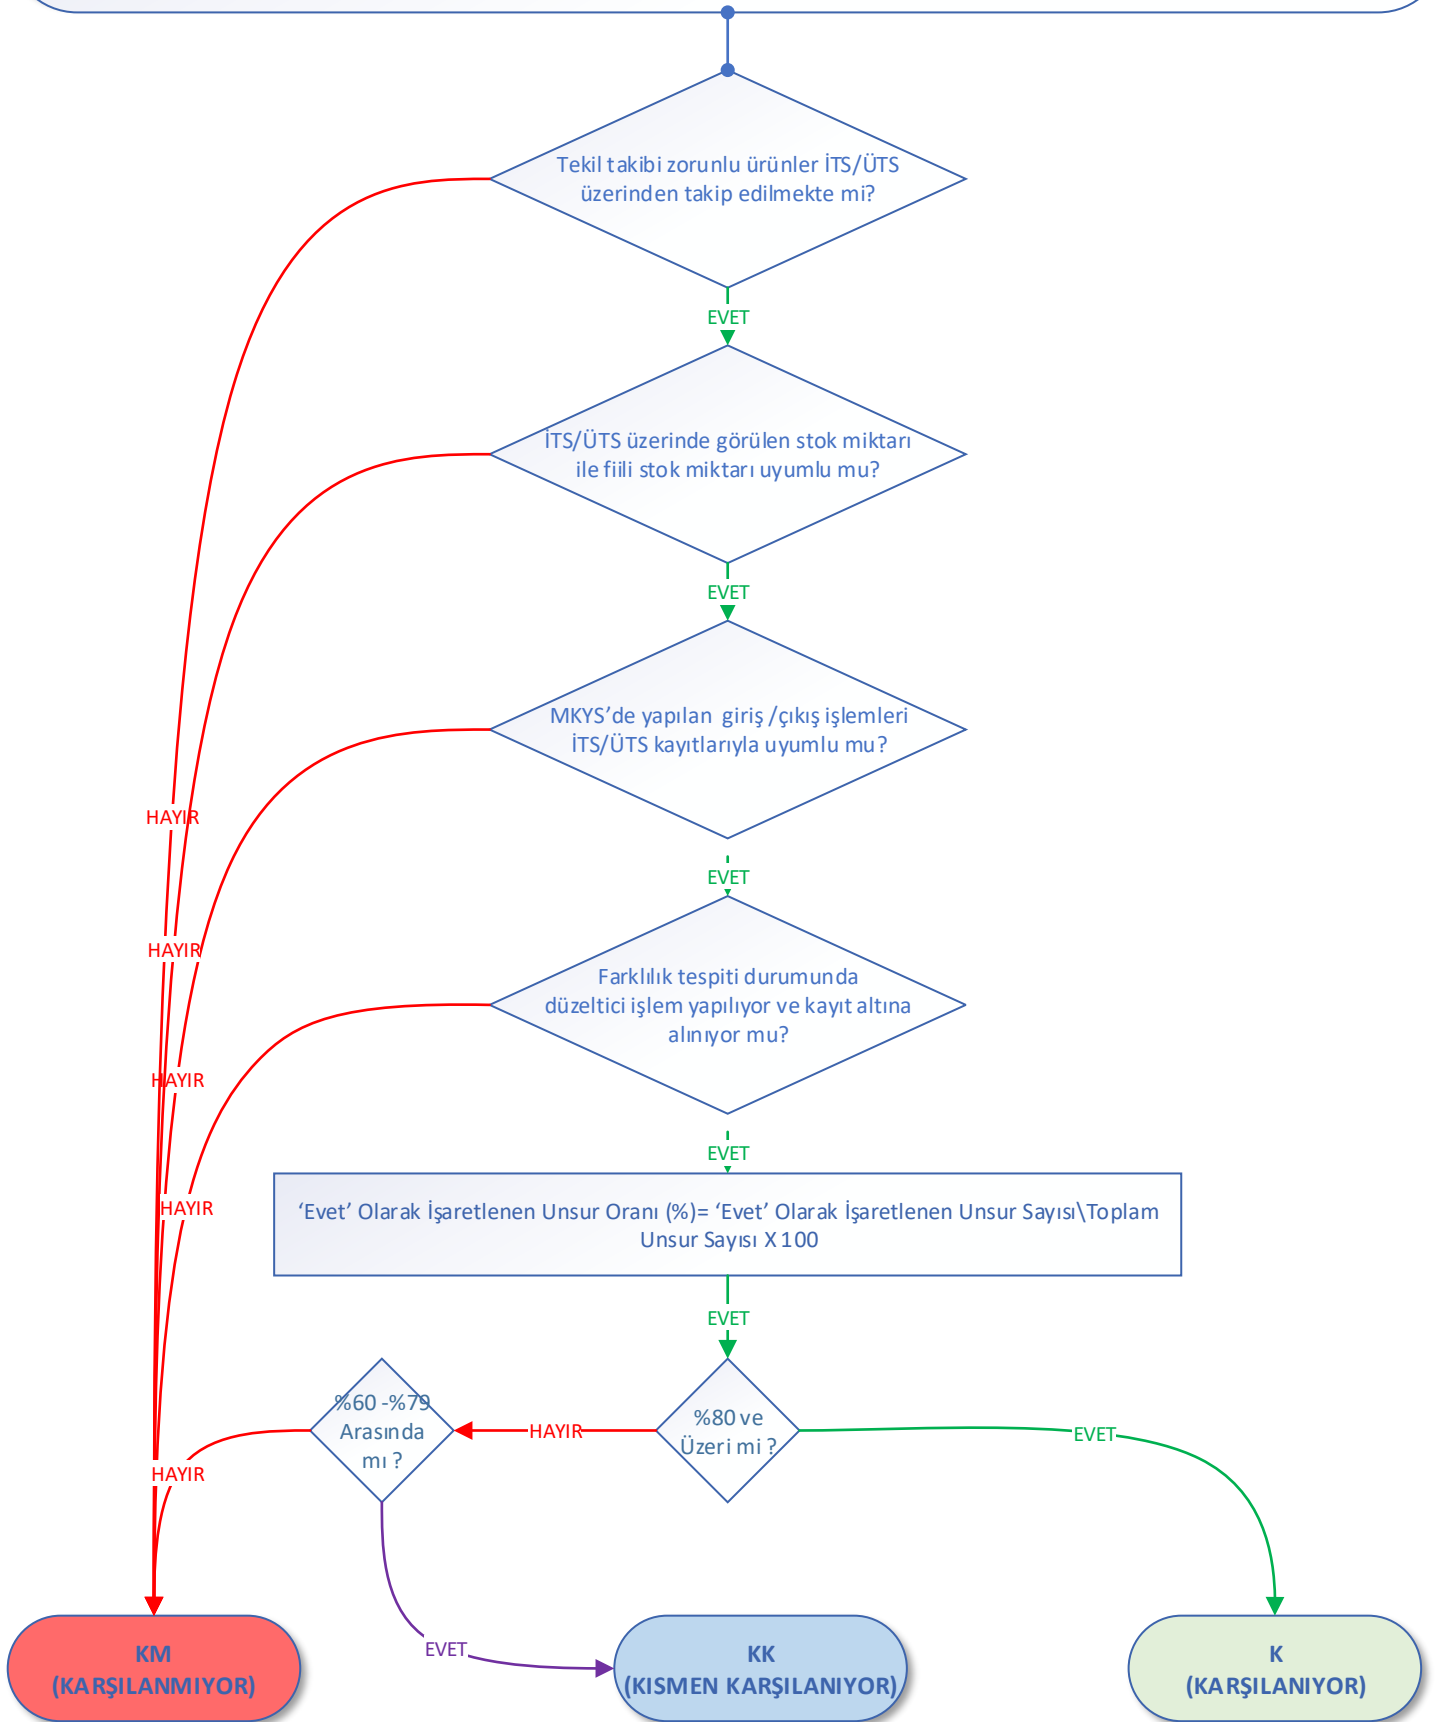 Tekil takibi zorunlu ürünler İTS/ÜTS
üzerinden takip edilmekte mi?
EVET
İTS/ÜTS üzerinde görülen stok miktarı
ile fiili stok miktarı uyumlu mu?
EVET
MKYS’de yapılan giriş /çıkış işlemleri
İTS/ÜTS kayıtlarıyla uyumlu mu?
HAYIR
EVET
HAYIR
Farklılık tespiti durumunda
düzeltici işlem yapılıyor ve kayıt altına
alınıyor mu?
HAYIR
EVET
HAYIR
‘Evet’ Olarak İşaretlenen Unsur Oranı (%)= ‘Evet’ Olarak İşaretlenen Unsur Sayısı\Toplam
Unsur Sayısı X 100
EVET
%60 -%79
Arasında
mı ?
HAYIR
%80 ve
Üzeri mi ?
EVET
HAYIR
EVET
KM
(KARŞILANMIYOR)
KK
(KISMEN KARŞILANIYOR)
K
(KARŞILANIYOR)